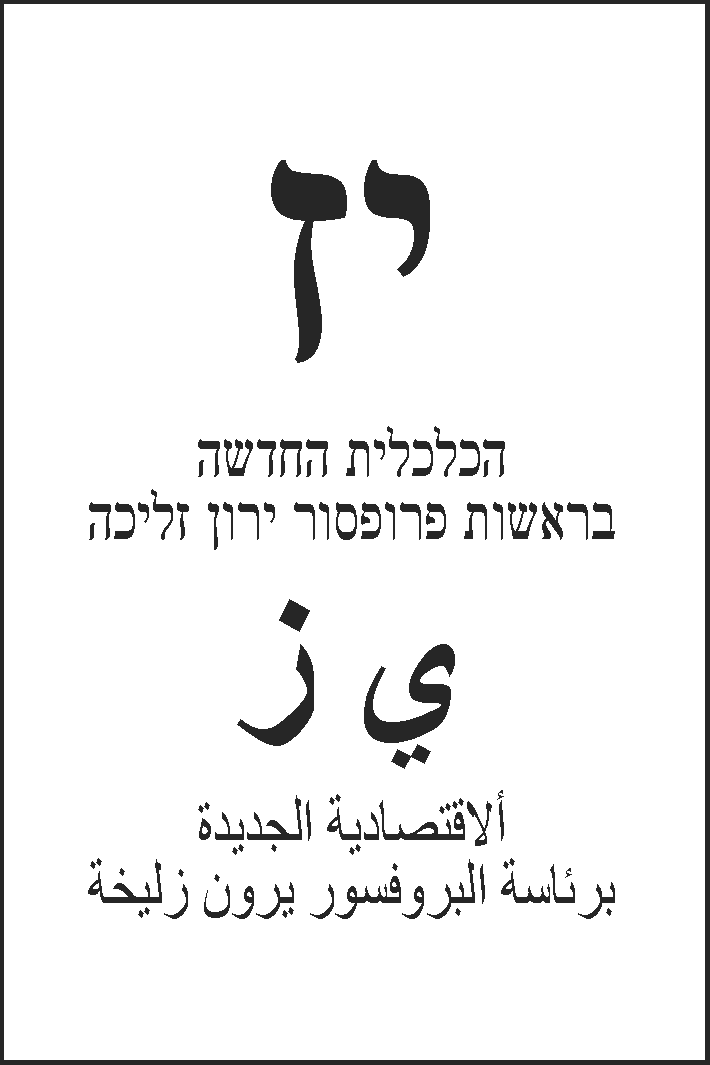 יז
הכלכלית החדשה
בראשות פרופסור ירון זליכה
ي ز
ألاقتصادية الجديدة
برئاسة البروفسور يرون زليخة